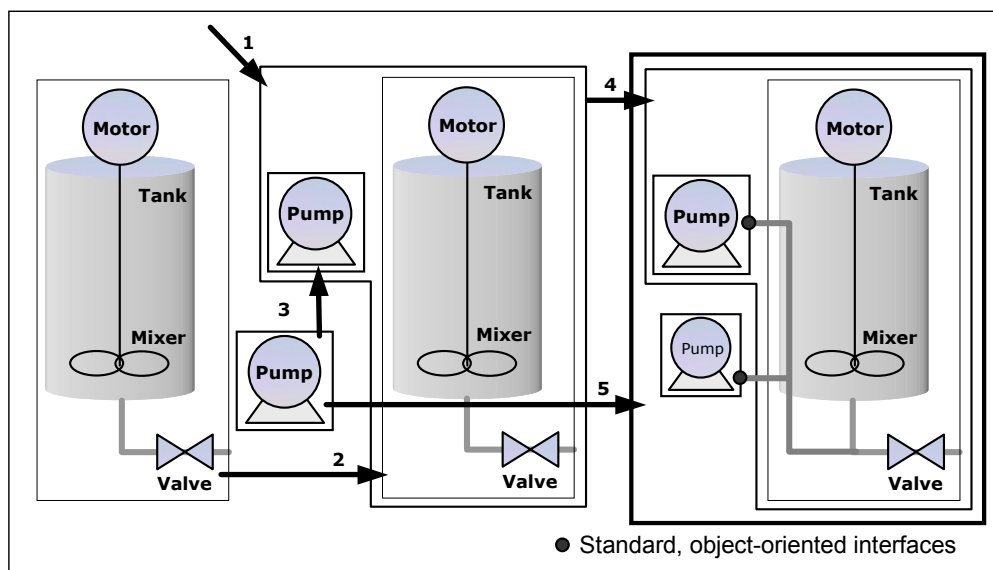 1
Motor
Tank
Mixer
Valve
2
Pump
3
Pump
Motor
Tank
Mixer
Valve
4
5
Pump
Pump
Motor
Tank
Mixer
Valve
Standard, object-oriented interfaces